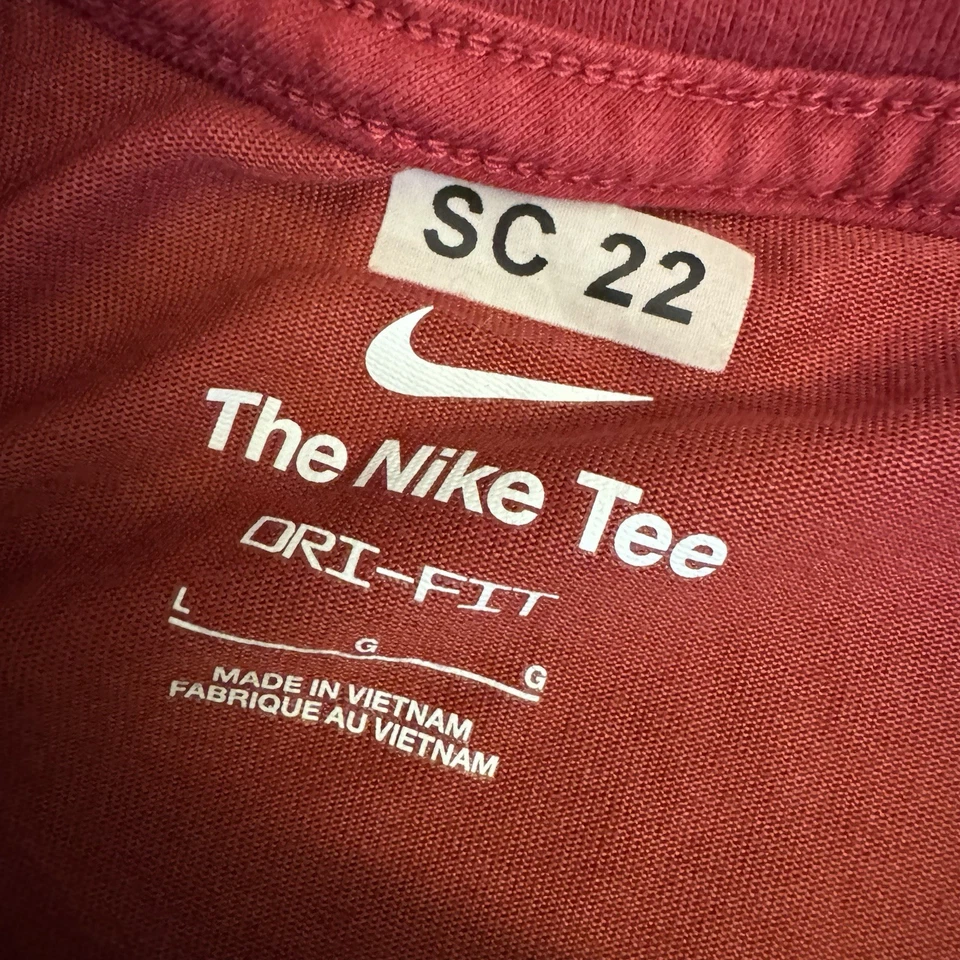 SC 22
The Nike Tee
DRI-FIT
L
G
G
MADE IN VIETNAM
FABRIQUE AU VIETNAM